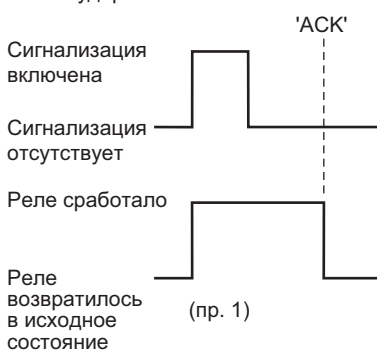 'ACK'
Сигнализация
включена
Сигнализация
отсутствует
Реле сработало
Реле
возвратилось
в исходное
состояние
(пр. 1)